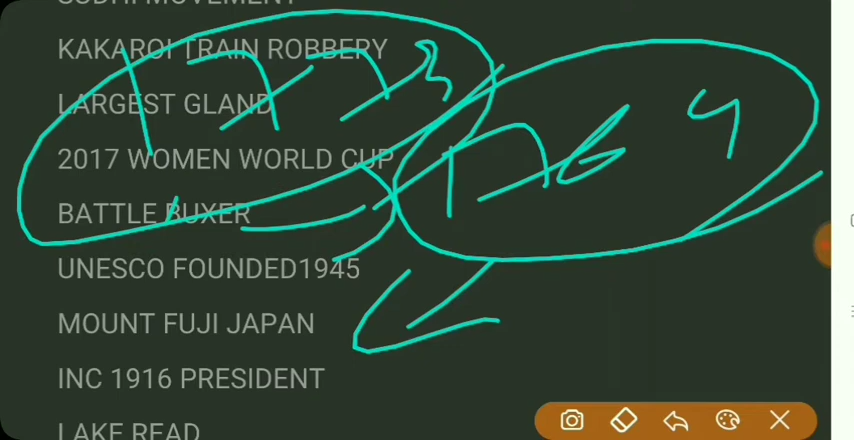 KAKAROI TRAIN ROBBERY
LARGEST GLAND
2017 WOMEN WORLD CUP
BATTLE BUXER
UNESCO FOUNDED1945
MOUNT FUJI JAPAN
INC 1916 PRESIDENT
LAKE READ
1764